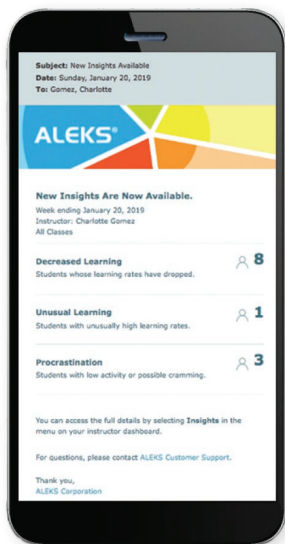 Subject: New Insights Available
Date: Sunday, January 20, 2019
To: Gomez, Charlotte
ALEKS®
New Insights Are Now Available.
Week ending January 20, 2019
Instructor: Charlotte Gomez
All Classes
Decreased Learning 8
Students whose learning rates have dropped.
Unusual Learning 1
Students with unusually high learning rates.
Procrastination 3
Students with low activity or possible cramming.
You can access the full details by selecting Insights in the
menu on your instructor dashboard.
For questions, please contact ALEKS Customer Support.
Thank you,
ALEKS Corporation